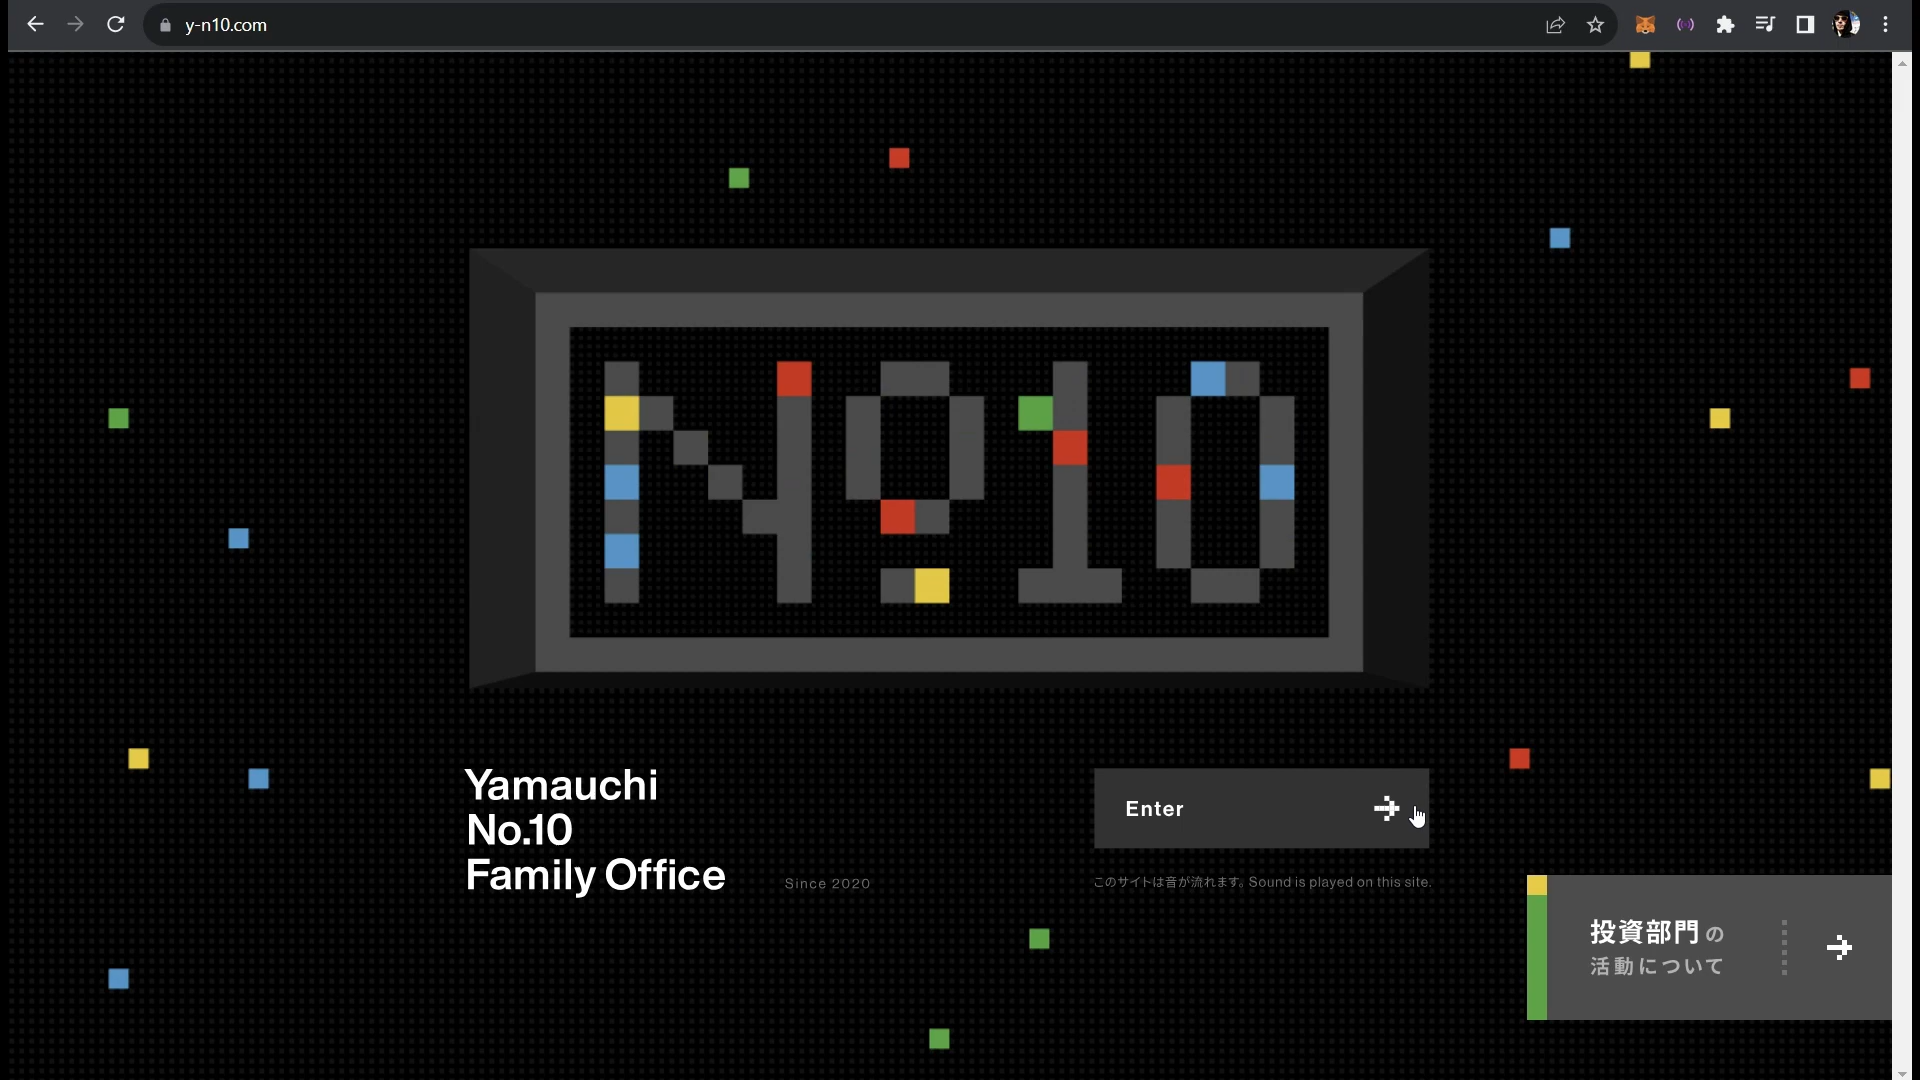 y-n10.com
No10
Yamauchi
No.10
Family Office
Since 2020
Enter
このサイトは音が流れます。Sound is played on this site.
投資部門の
活動について